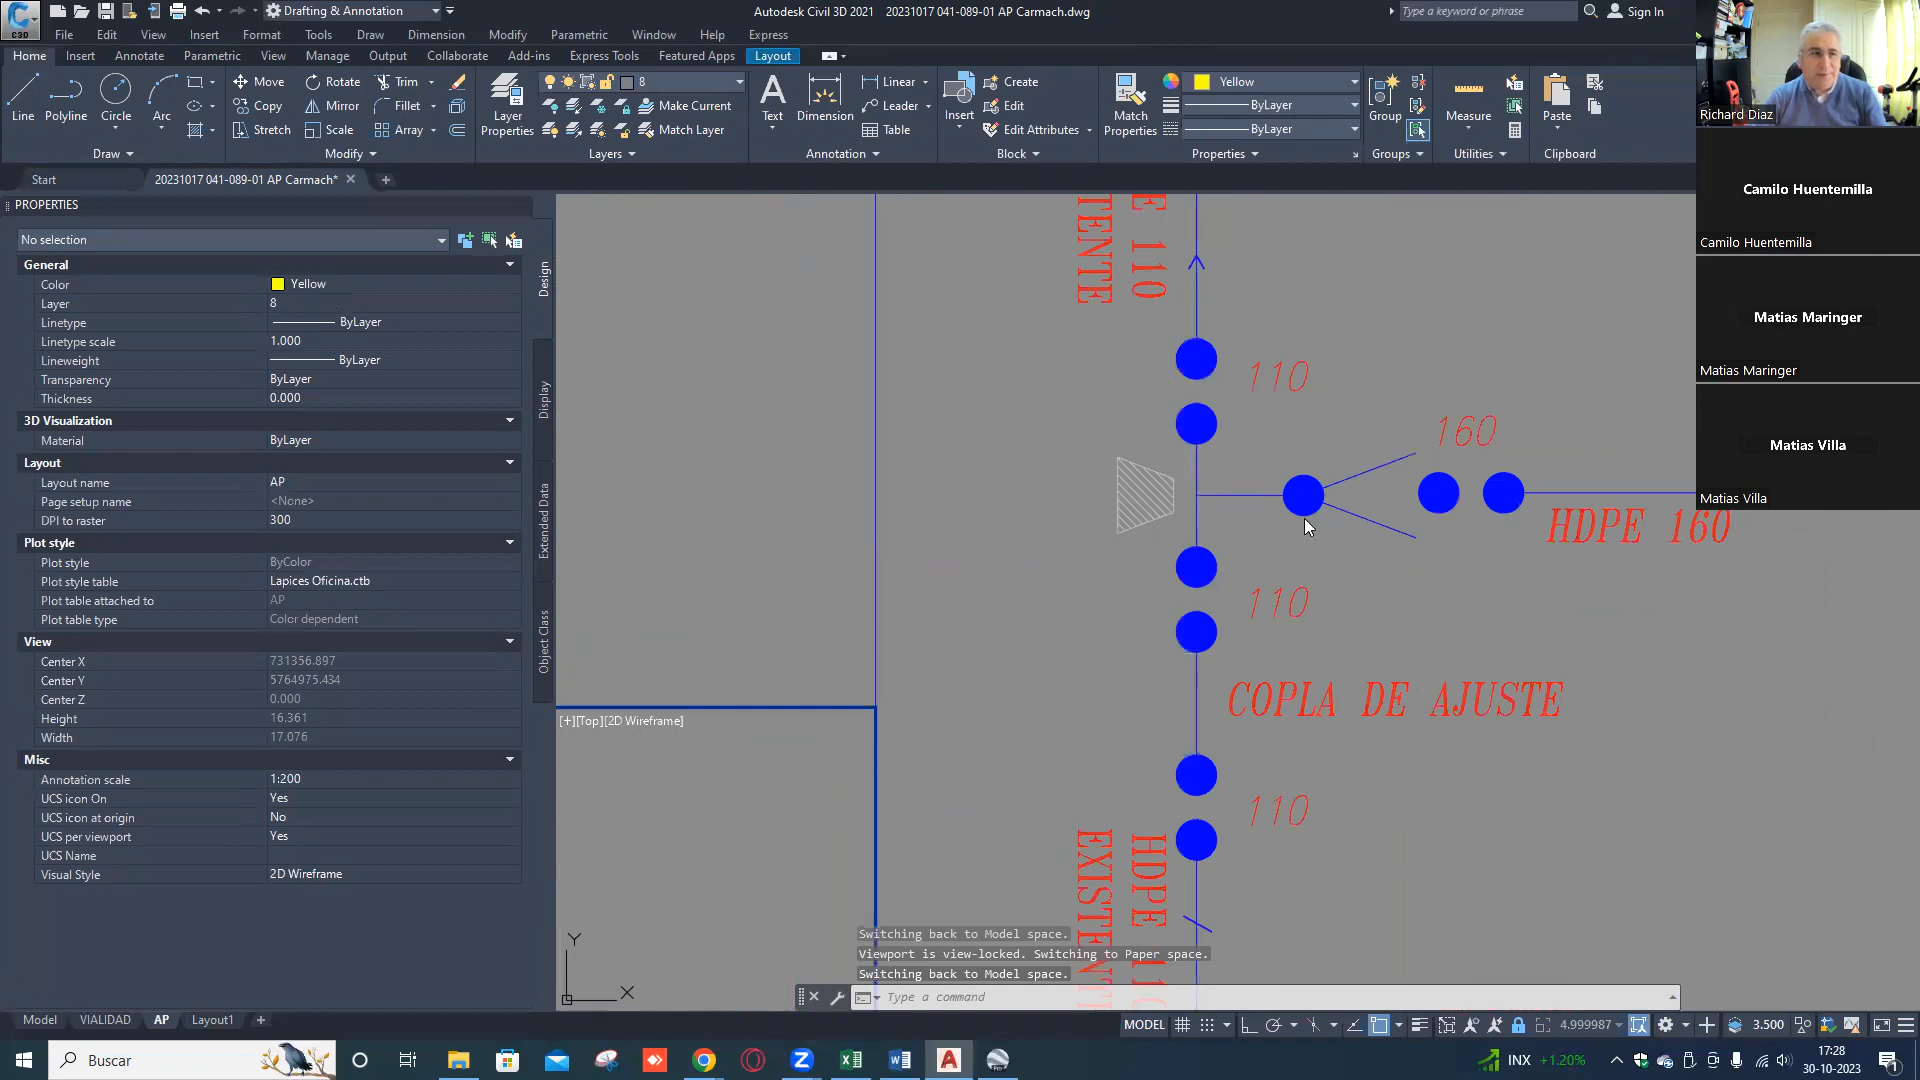 Drafting & Annotation
Autodesk Civil 3D 2021 20231017 041-089-01 AP Carmach.dwg
Type a keyword or phrase
Sign In
C3D
File Edit View Insert Format Tools Draw Dimension Modify Parametric Window Help Express
Home Insert Annotate Parametric View Manage Output Collaborate Add-ins Express Tools Featured Apps Layout
Line Polyline Circle Arc
Move Rotate Trim
Copy Mirror Fillet
Stretch Scale Array
Layer Properties
8
Make Current
Match Layer
Text Dimension
Linear
Leader
Table
Insert
Create
Edit
Edit Attributes
Match Properties
Yellow
ByLayer
ByLayer
Group
Measure
Paste
Draw Modify Layers Annotation Block Properties Groups Utilities Clipboard
Start 20231017 041-089-01 AP Carmach*
PROPERTIES
No selection
General
Color Yellow
Layer 8
Linetype ByLayer
Linetype scale 1.000
Lineweight ByLayer
Transparency ByLayer
Thickness 0.000
3D Visualization
Material ByLayer
Layout
Layout name AP
Page setup name <None>
DPI to raster 300
Plot style
Plot style ByColor
Plot style table Lapices Oficina.ctb
Plot table attached to AP
Plot table type Color dependent
View
Center X 731356.897
Center Y 5764975.434
Center Z 0.000
Height 16.361
Width 17.076
Misc
Annotation scale 1:200
UCS icon On Yes
UCS icon at origin No
UCS per viewport Yes
UCS Name
Visual Style 2D Wireframe
Design
Display
Extended Data
Object Class
[+][Top][2D Wireframe]
E 110
TENTE
110
160
HDPE 160
110
COPLA DE AJUSTE
110
HDPE 110
EXISTENT
Y
X
Switching back to Model space.
Viewport is view-locked. Switching to Paper space.
Switching back to Model space.
Type a command
Richard Diaz
Camilo Huentemilla
Camilo Huentemilla
Matias Maringer
Matias Maringer
Matias Villa
Matias Villa
Model VIALIDAD AP Layout1
MODEL
4.999987
3.500
Buscar
INX +1.20%
17:28
30-10-2023